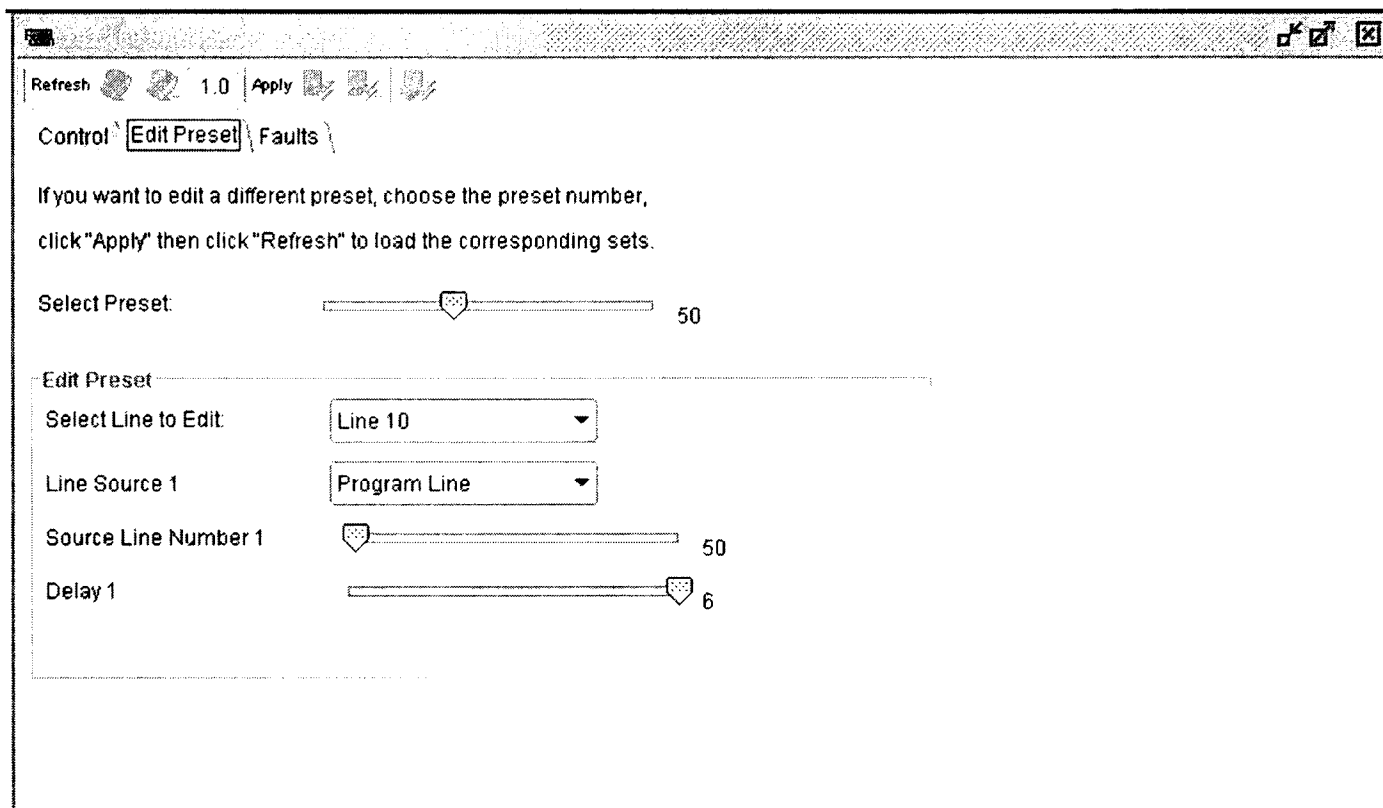 Refresh 1.0 Apply
Control Edit Preset Faults
If you want to edit a different preset, choose the preset number,
click "Apply" then click "Refresh" to load the corresponding sets.
Select Preset: 50
Edit Preset
Select Line to Edit: Line 10
Line Source 1 Program Line
Source Line Number 1 50
Delay 1 6